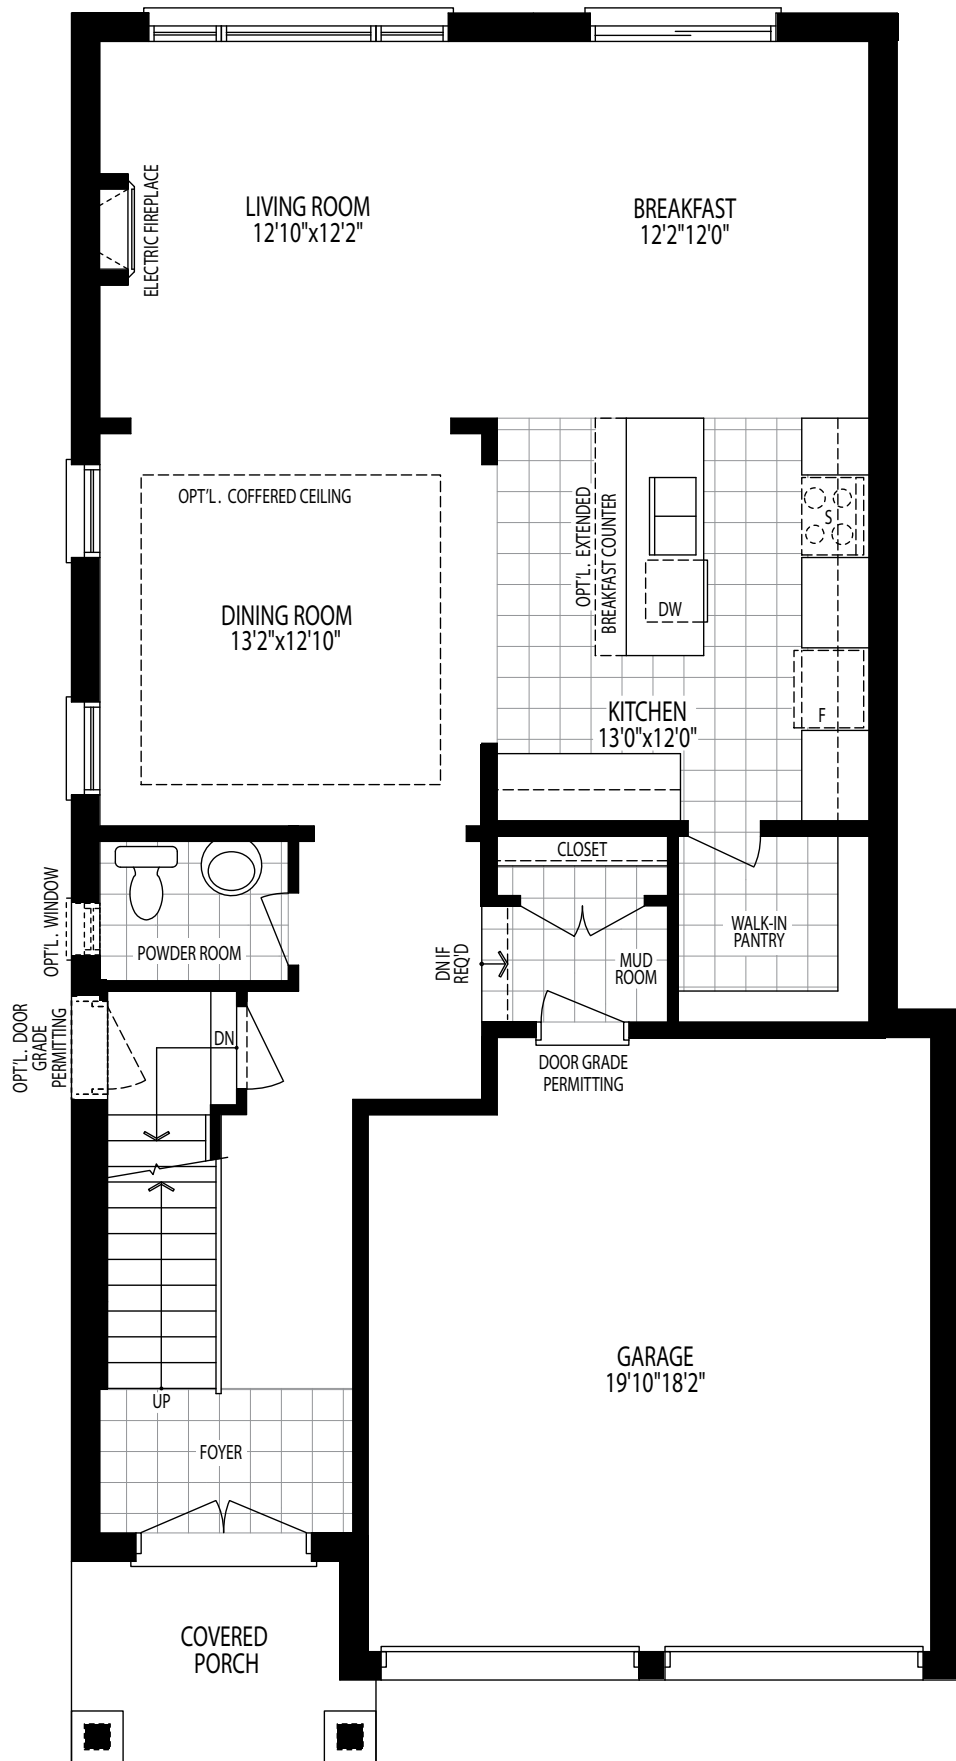 ELECTRIC FIREPLACE
LIVING ROOM
12'10"x12'2"
BREAKFAST
12'2"12'0"
OPT'L. COFFERED CEILING
DINING ROOM
13'2"x12'10"
OPT'L. EXTENDED
BREAKFAST COUNTER
DW
S
F
KITCHEN
13'0"x12'0"
OPT'L. WINDOW
POWDER ROOM
CLOSET
DN IF
REQ'D
MUD
ROOM
WALK-IN
PANTRY
OPT'L. DOOR
GRADE
PERMITTING
DN
DOOR GRADE
PERMITTING
UP
FOYER
GARAGE
19'10"18'2"
COVERED
PORCH